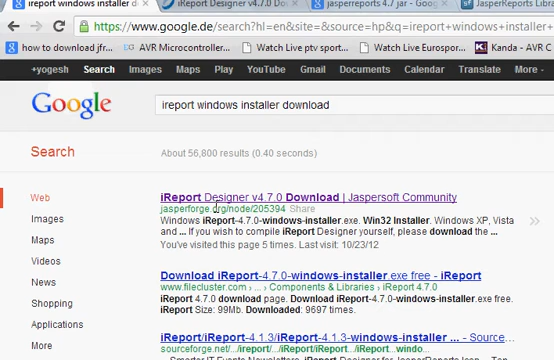 ireport windows installer d
iReport Designer v4.7.0 Dow
jasperreports 4.7 jar - Goog
JasperReports Libra
https://www.google.de/search?hl=en&site=&source=hp&q=ireport+windows+installer+
how to download jfr...
AVR Microcontroller...
Watch Live ptv sport...
Watch Live Eurospor...
Kanda - AVR C
+yogesh Search Images Maps Play YouTube Gmail Documents Calendar Translate More
Google
ireport windows installer download
Search
About 56,800 results (0.40 seconds)
Web
Images
Maps
Videos
News
Shopping
Applications
More
iReport Designer v4.7.0 Download | Jaspersoft Community
jasperforge.org/node/205394 Share
Windows iReport-4.7.0-windows-installer.exe. Win32 Installer. Windows XP, Vista
and ... If you wish to compile iReport Designer yourself, please download the ...
You've visited this page 5 times. Last visit: 10/23/12
Download iReport-4.7.0-windows-installer.exe free - iReport
www.filecluster.com › ... › Components & Libraries › iReport 4.7.0
iReport 4.7.0 download page. Download iReport-4.7.0-windows-installer.exe free.
iReport Size: 99Mb. Downloaded: 9697 times.
iReport/iReport-4.1.3/iReport-4.1.3-windows-installer ... - Source...
sourceforge.net/.../ireport/.../iReport/iReport.../iReport...windo...